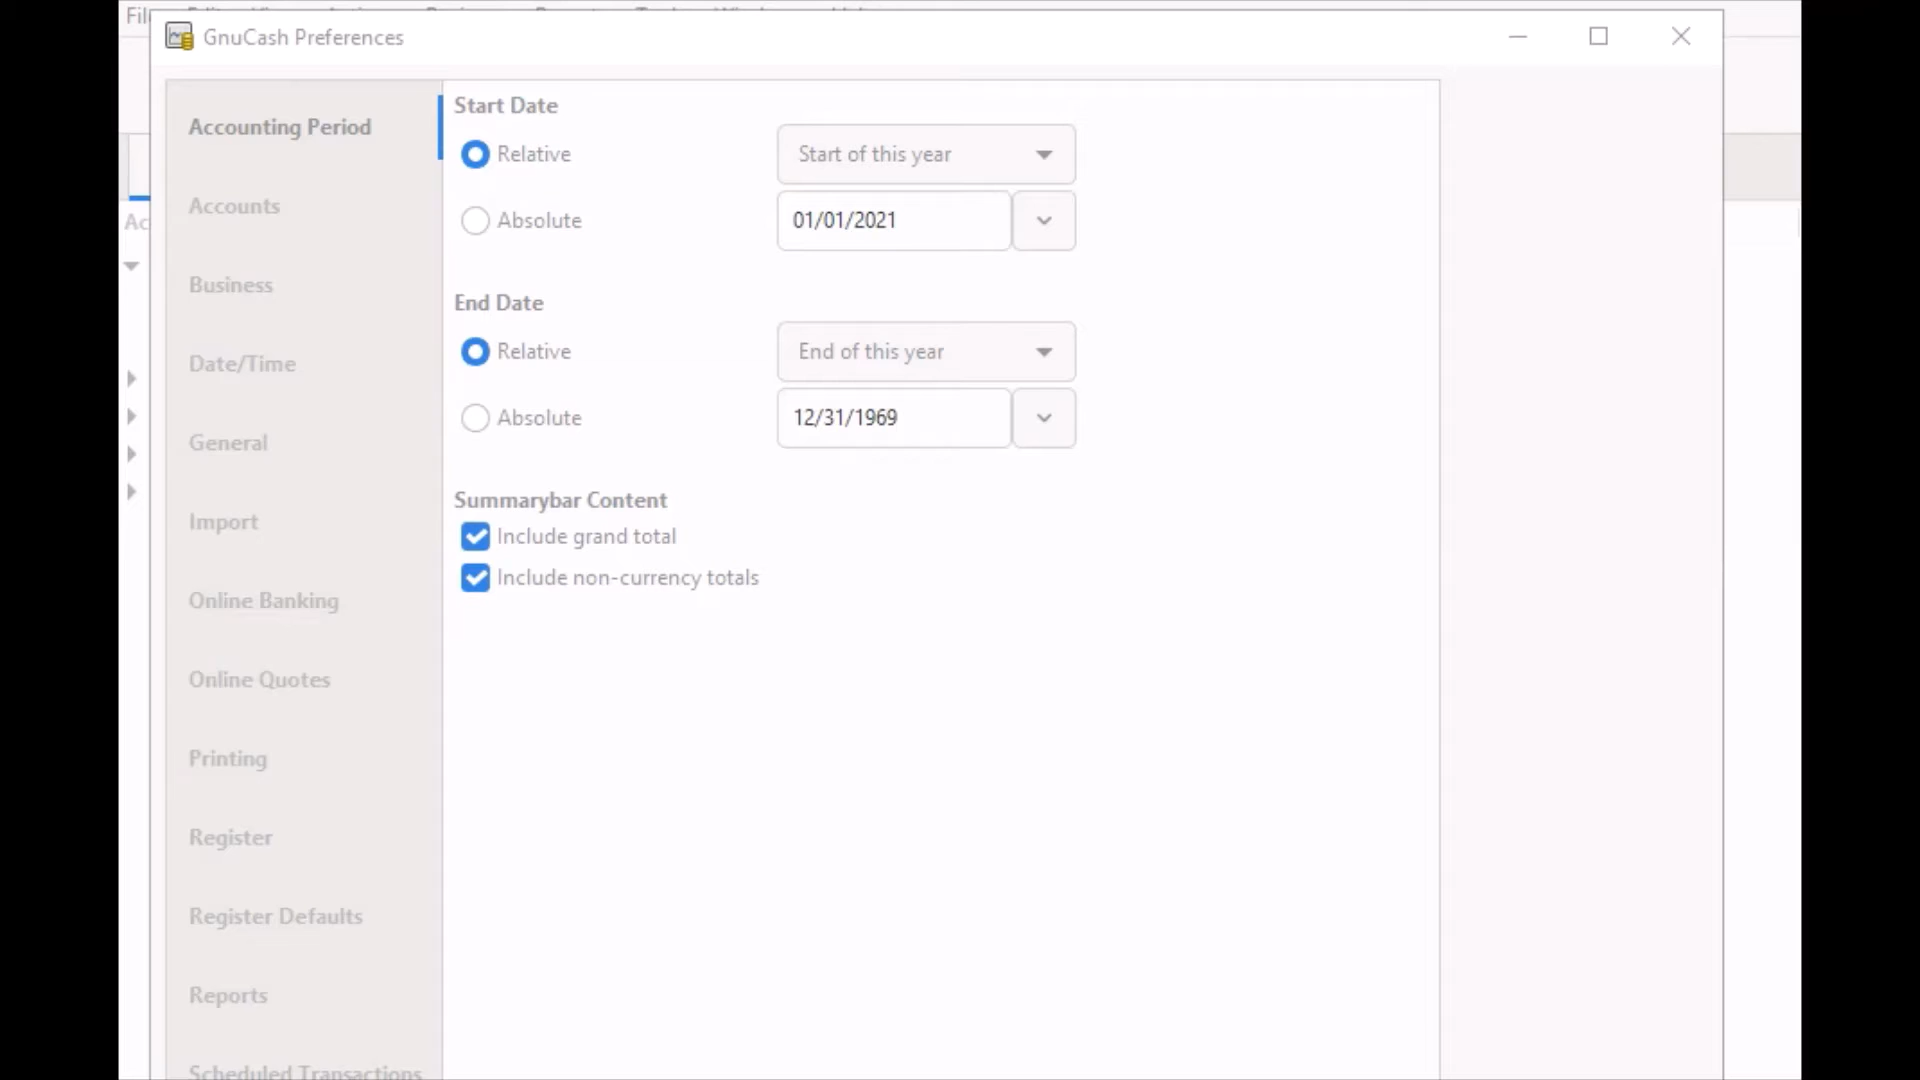 GnuCash Preferences
Accounting Period
Accounts
Business
Date/Time
General
Import
Online Banking
Online Quotes
Printing
Register
Register Defaults
Reports
Scheduled Transactions
Start Date
Relative
Start of this year
Absolute
01/01/2021
End Date
Relative
End of this year
Absolute
12/31/1969
Summarybar Content
Include grand total
Include non-currency totals